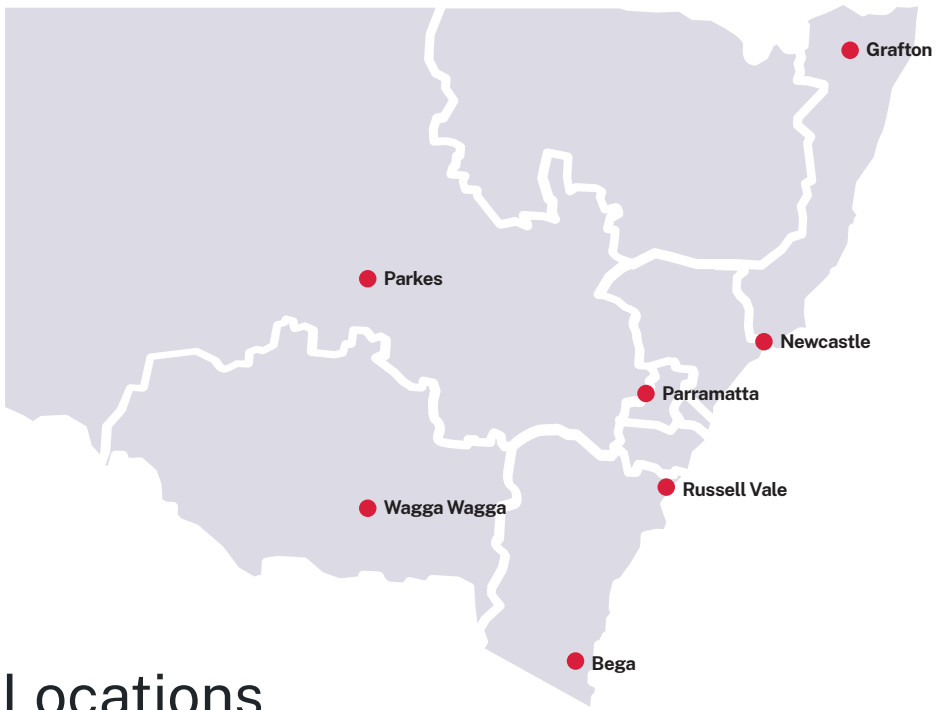 Grafton
Parkes
Newcastle
Parramatta
Russell Vale
Wagga Wagga
Bega
Locations